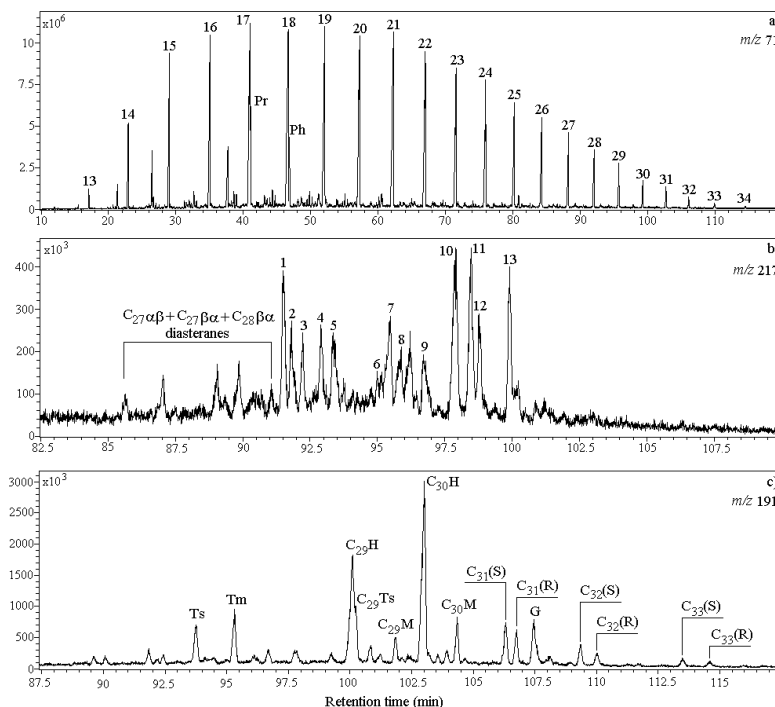 x10⁶
a
m/z 71
10
7.5
5
2.5
0
13
14
15
16
17
Pr
18
Ph
19
20
21
22
23
24
25
26
27
28
29
30
31
32
33
34
10 20 30 40 50 60 70 80 90 100 110
x10³
b
m/z 217
400
300
200
100
0
C₂₇αβ+C₂₇βα+C₂₈βα
diasteranes
1
2
3
4
5
6
7
8
9
10
11
12
13
82.5 85 87.5 90 92.5 95 97.5 100 102.5 105 107.5
x10³
c)
m/z 191
3000
2500
2000
1500
1000
500
0
Ts
Tm
C₂₉H
C₂₉Ts
C₂₉M
C₃₀H
C₃₀M
C₃₁(S)
C₃₁(R)
G
C₃₂(S)
C₃₂(R)
C₃₃(S)
C₃₃(R)
87.5 90 92.5 95 97.5 100 102.5 105 107.5 110 112.5 115
Retention time (min)